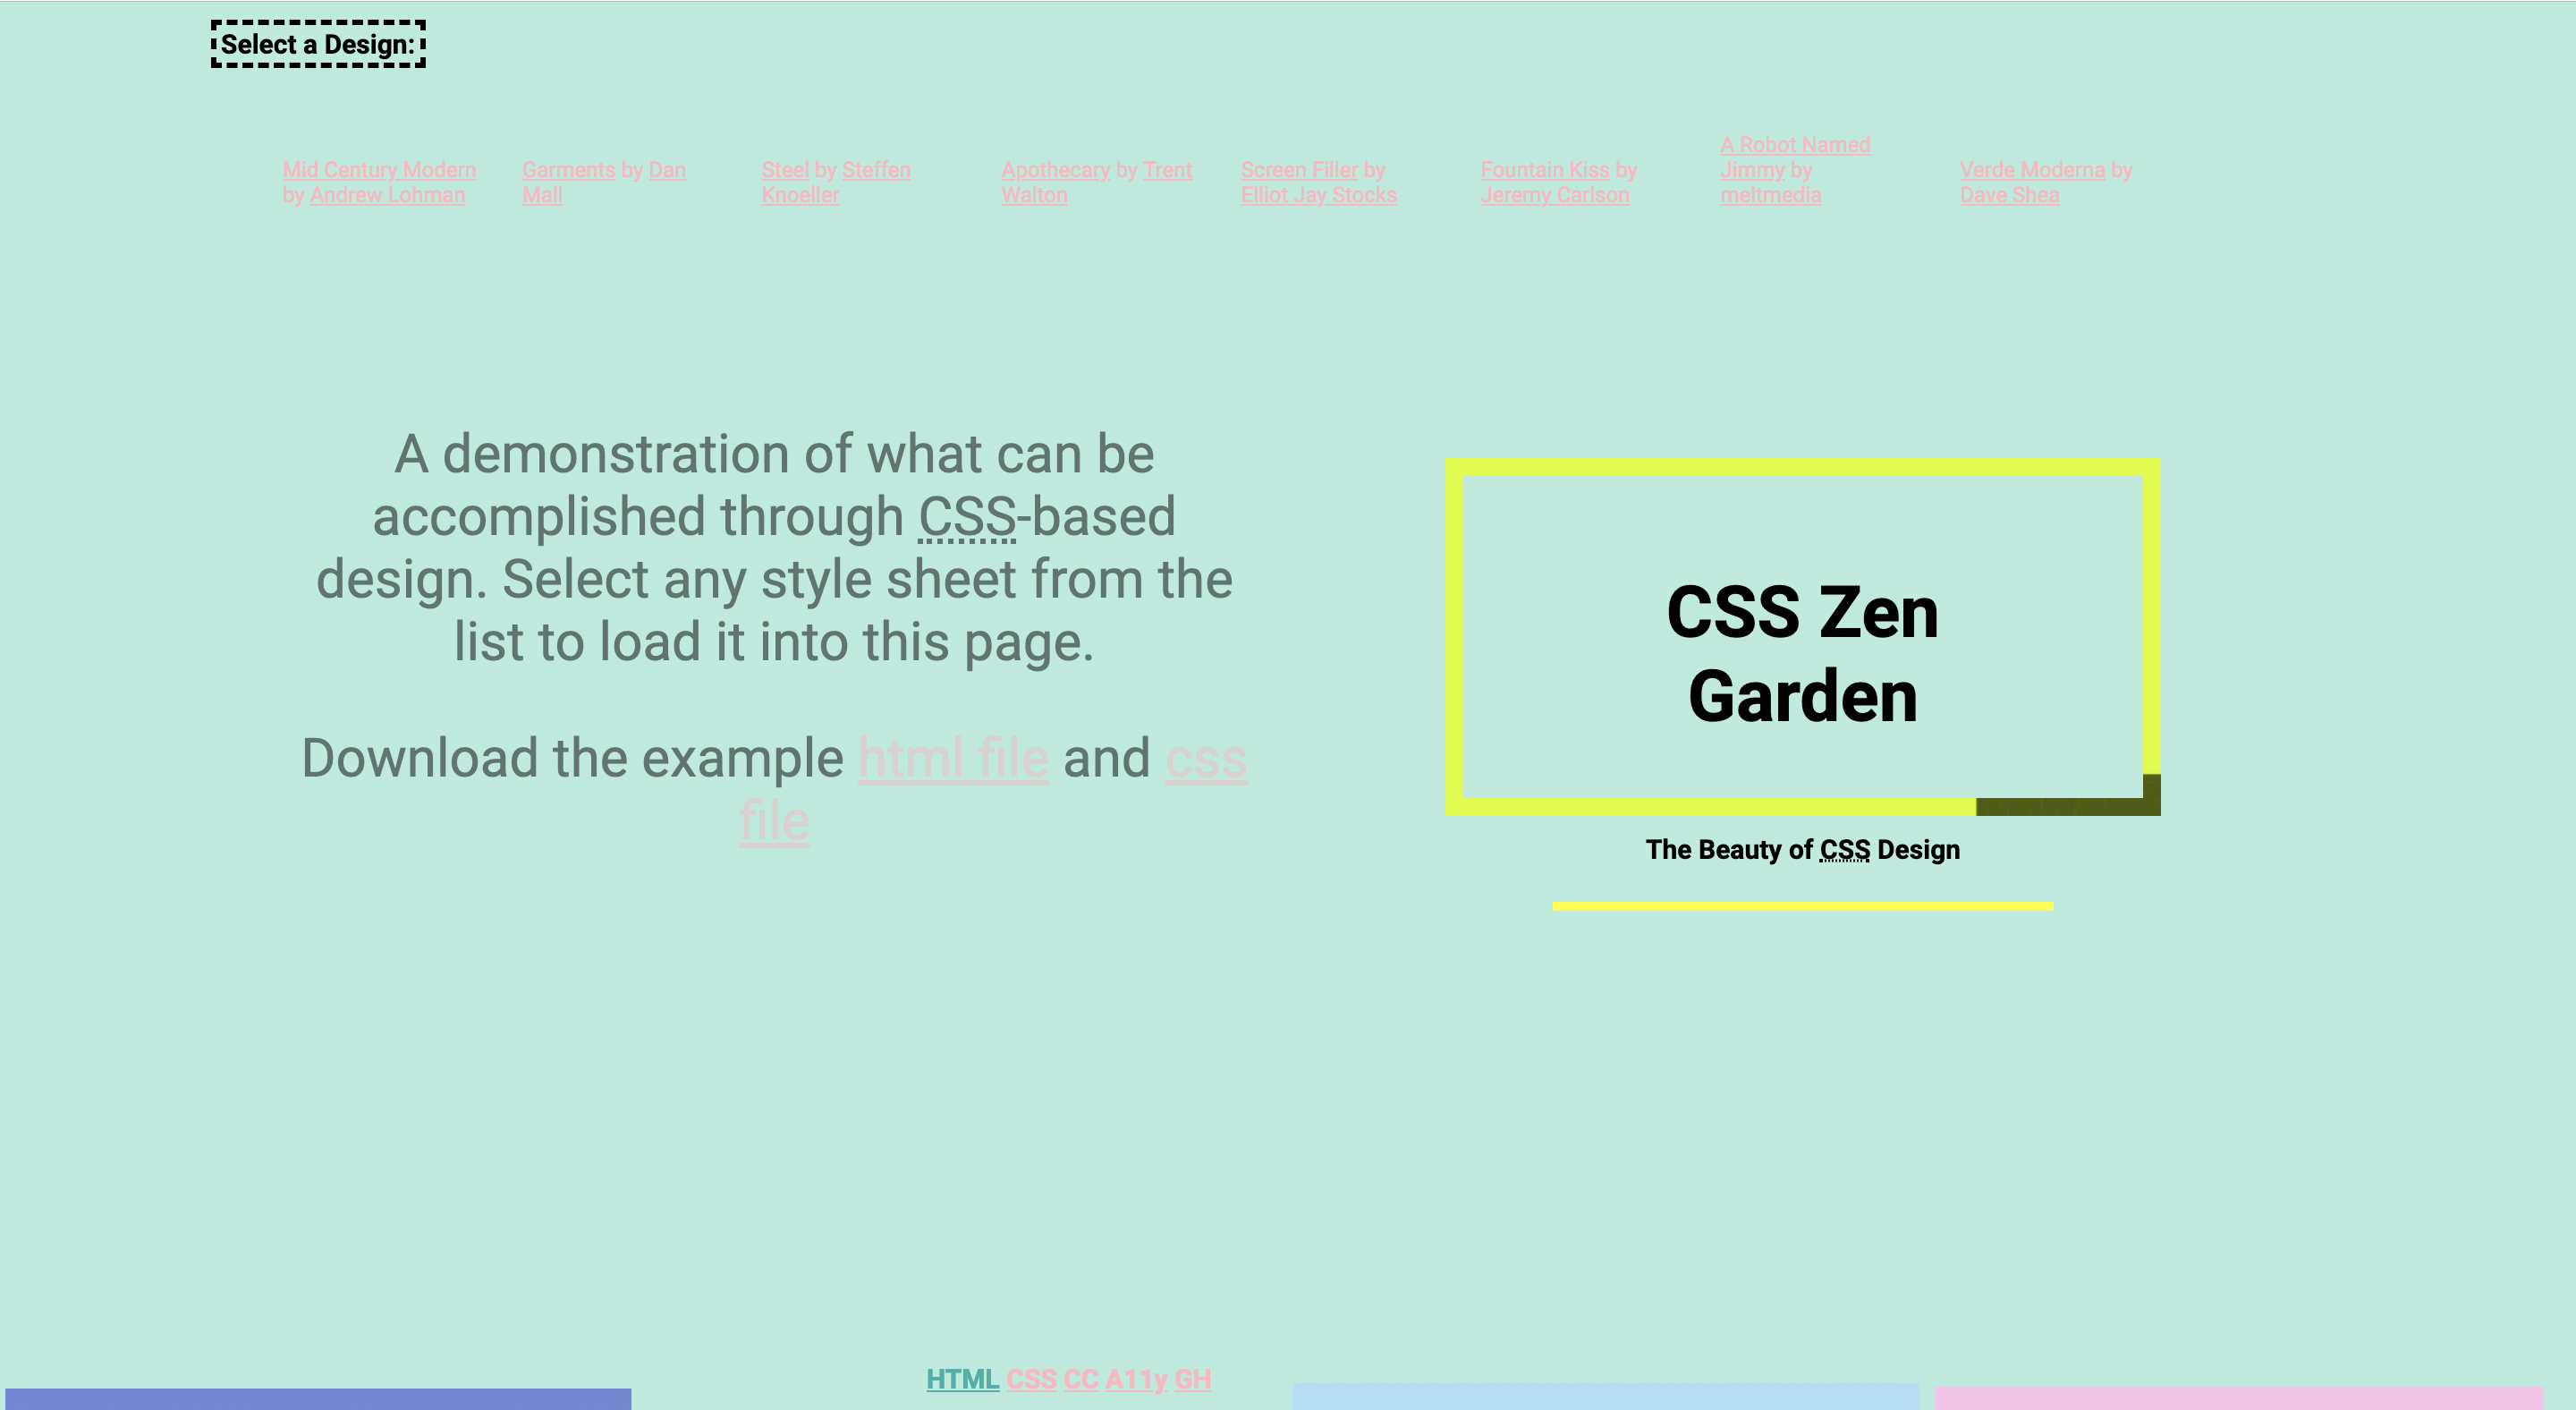 Select a Design:
Mid Century Modern
by Andrew Lohman
Garments by Dan
Mall
Steel by Steffen
Knoeller
Apothecary by Trent
Walton
Screen Filler by
Elliot Jay Stocks
Fountain Kiss by
Jeremy Carlson
A Robot Named
Jimmy by
meltmedia
Verde Moderna by
Dave Shea
A demonstration of what can be
accomplished through CSS-based
design. Select any style sheet from the
list to load it into this page.
Download the example html file and css
file
CSS Zen
Garden
The Beauty of CSS Design
HTML CSS CC A11y GH